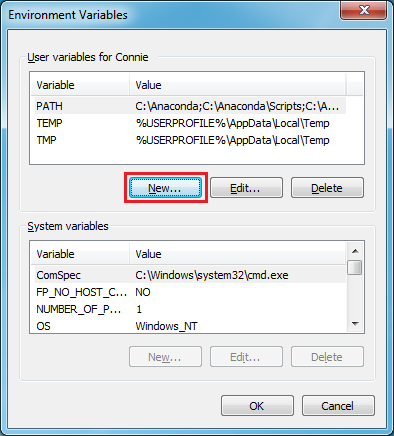 Environment Variables
User variables for Connie
Variable Value
PATH C:\Anaconda;C:\Anaconda\Scripts;C:\A...
TEMP %USERPROFILE%\AppData\Local\Temp
TMP %USERPROFILE%\AppData\Local\Temp
New... Edit... Delete
System variables
Variable Value
ComSpec C:\Windows\system32\cmd.exe
FP_NO_HOST_C... NO
NUMBER_OF_P... 1
OS Windows_NT
New... Edit... Delete
OK Cancel